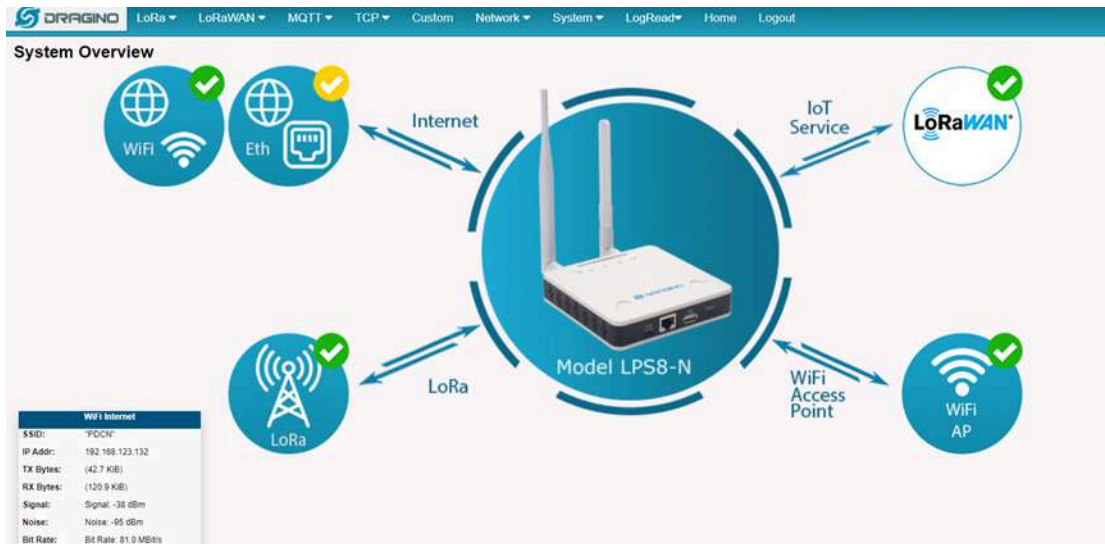 DRAGINO LoRa LoRaWAN MQTT TCP Custom Network System LogRead Home Logout
System Overview
WiFi
Eth
Internet
IoT
Service
LoRaWAN®
Model LPS8-N
LoRa
LoRa
WiFi
Access
Point
WiFi
AP
WiFi Internet
SSID: "PDCN"
IP Addr: 192.168.123.132
TX Bytes: (42.7 KiB)
RX Bytes: (120.9 KiB)
Signal: Signal: -38 dBm
Noise: Noise: -95 dBm
Bit Rate: Bit Rate: 81.0 MBit/s